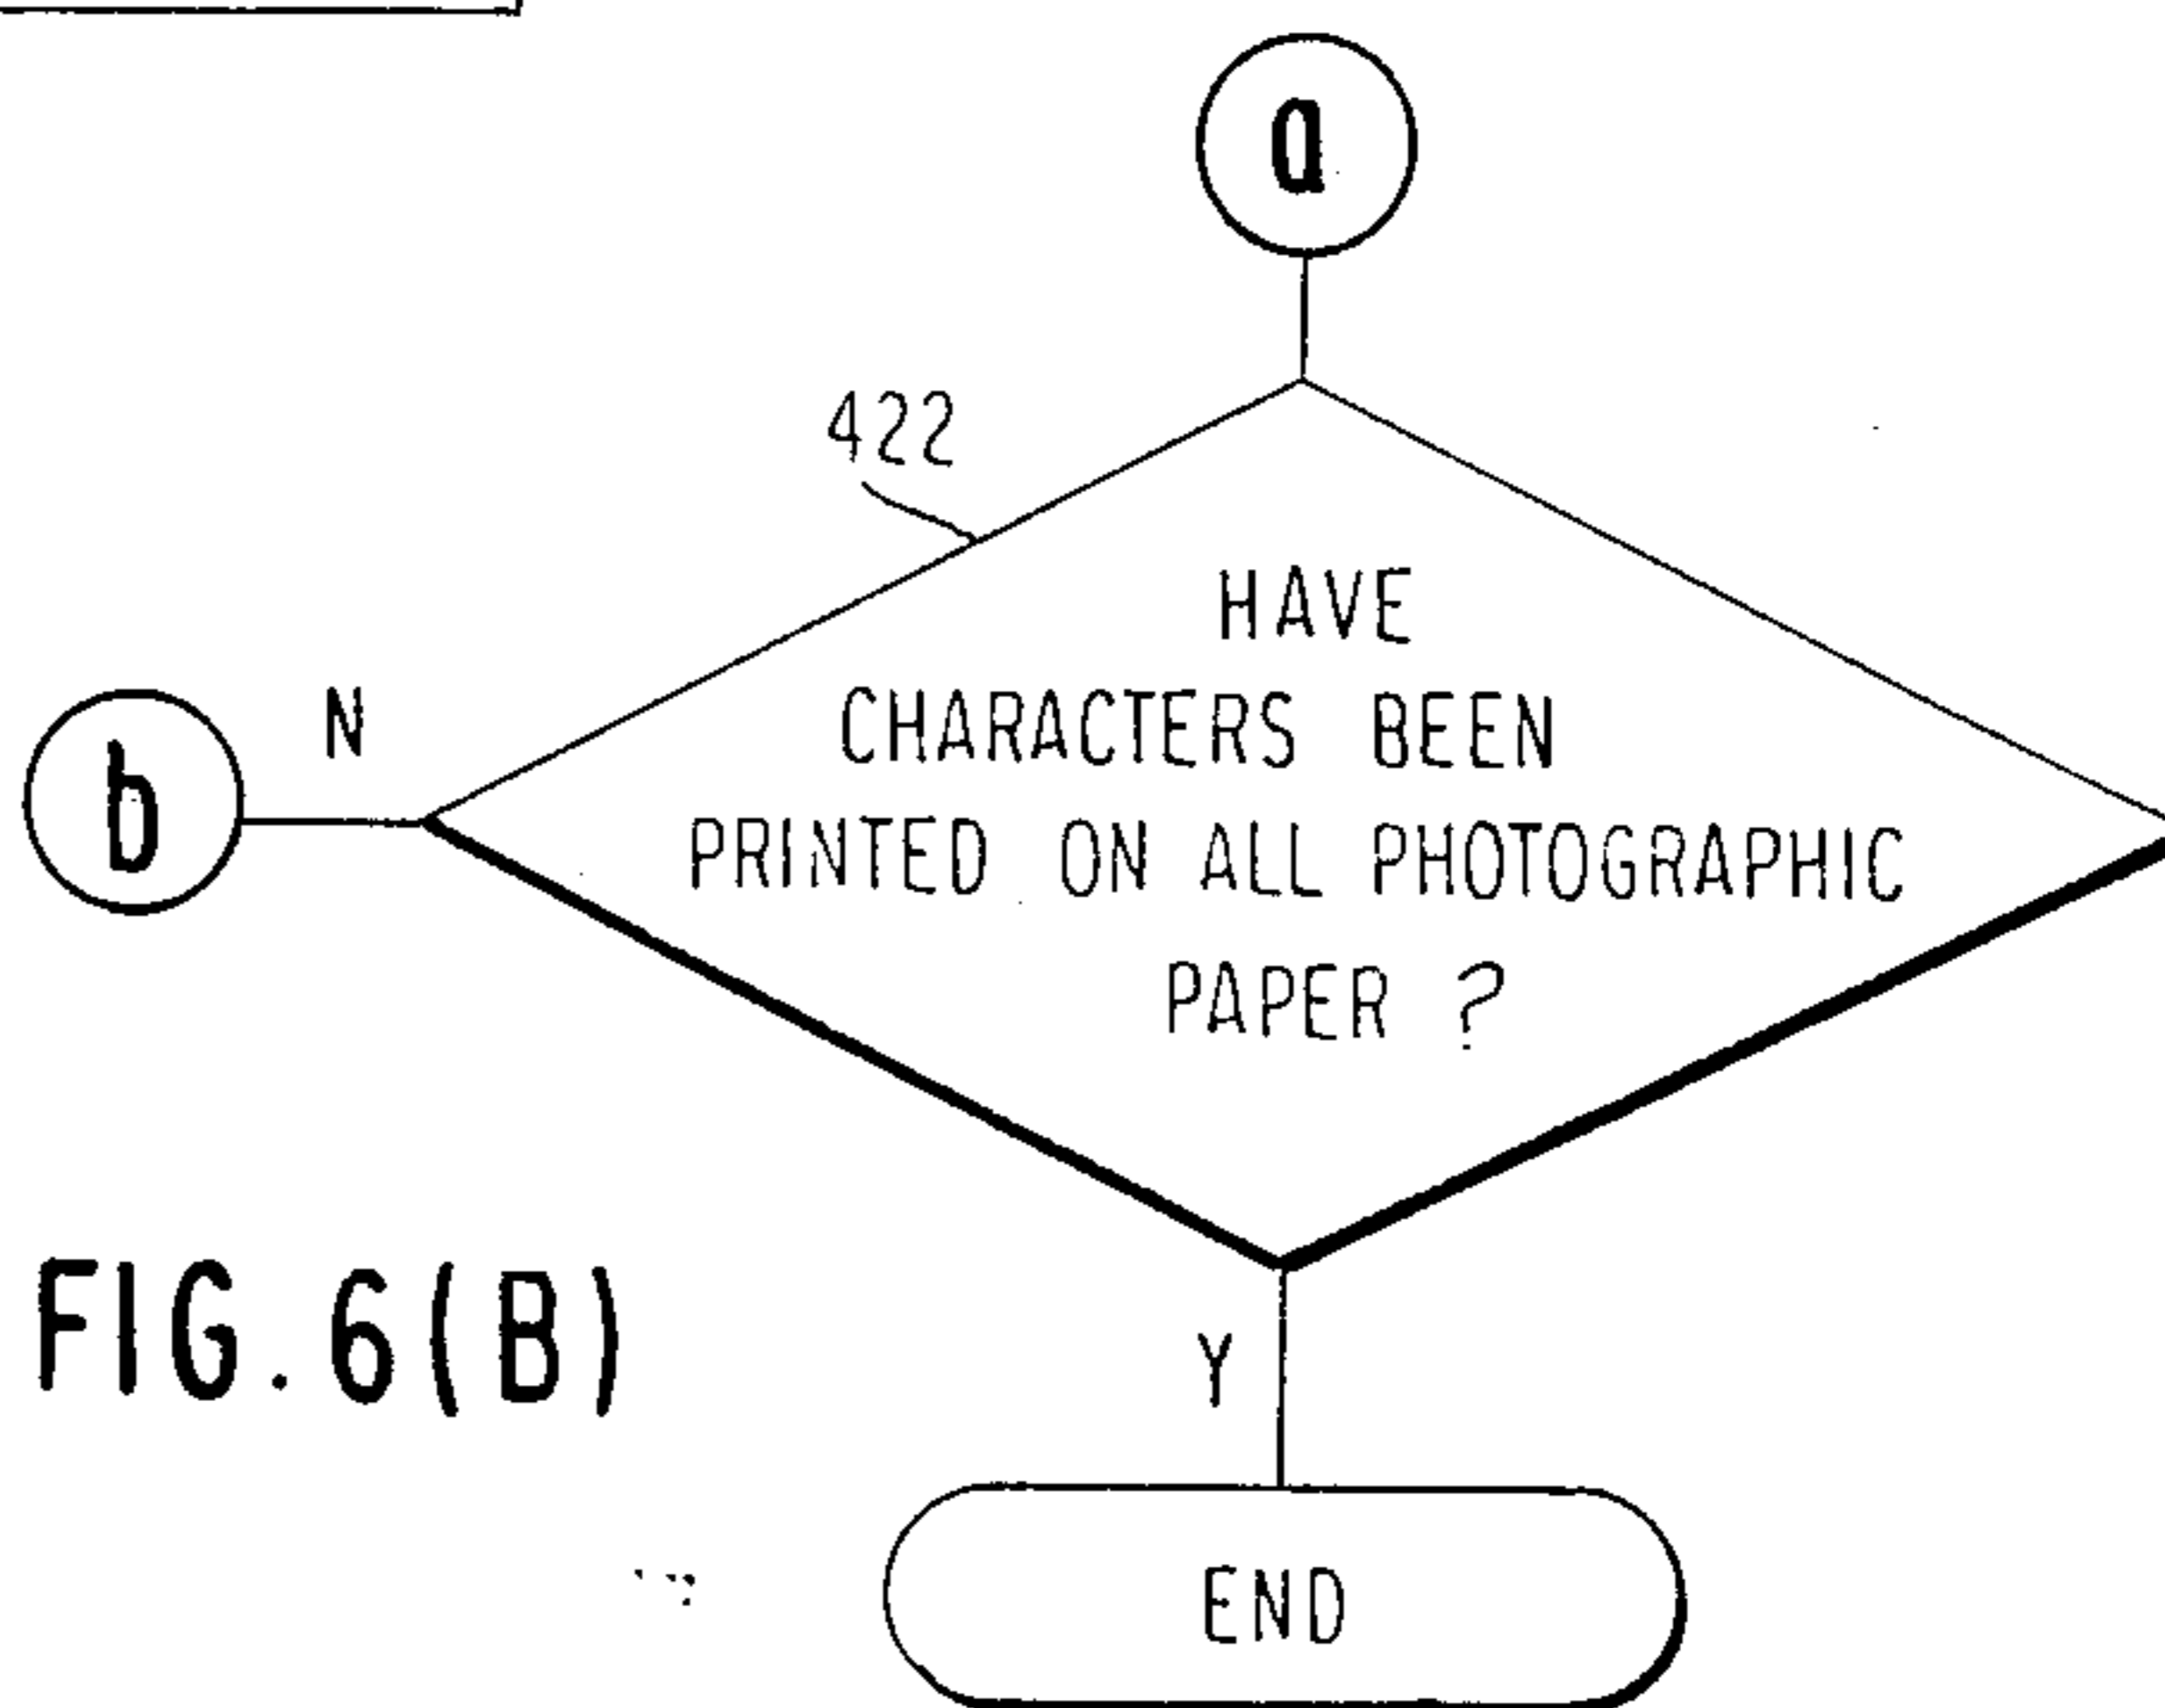 a
422
HAVE
CHARACTERS BEEN
N
b
PRINTED ON ALL PHOTOGRAPHIC
PAPER ?
FIG. 6(B)
Y
END